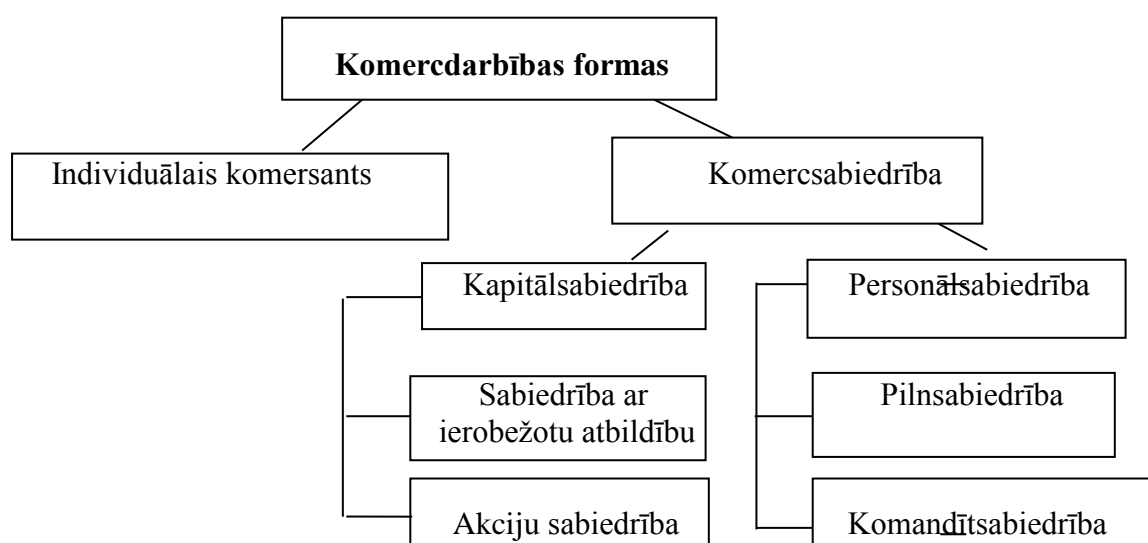 Komercdarbības formas
Individuālais komersants
Komercsabiedrība
Kapitālsabiedrība
Personālsabiedrība
Sabiedrība ar
ierobežotu atbildību
Pilnsabiedrība
Akciju sabiedrība
Komandītsabiedrība